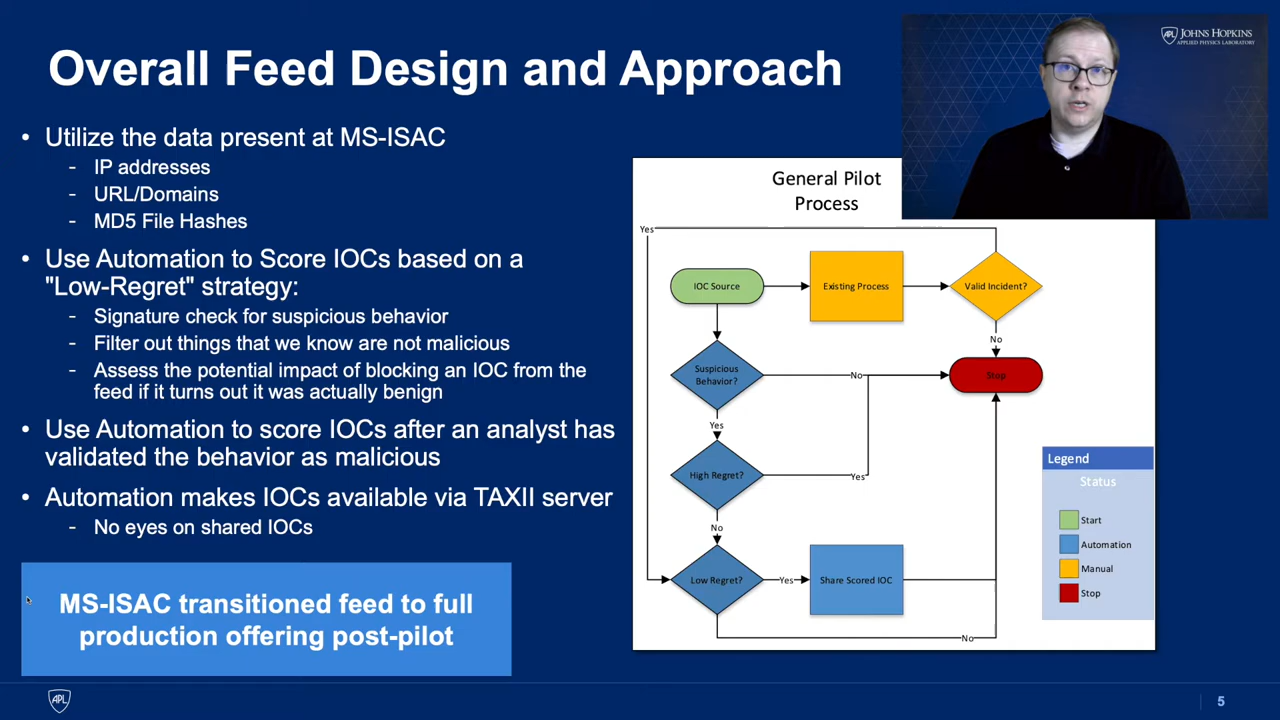 Overall Feed Design and Approach
JOHNS HOPKINS
APPLIED PHYSICS LABORATORY
APL
• Utilize the data present at MS-ISAC
- IP addresses
- URL/Domains
- MD5 File Hashes
• Use Automation to Score IOCs based on a
"Low-Regret" strategy:
- Signature check for suspicious behavior
- Filter out things that we know are not malicious
- Assess the potential impact of blocking an IOC from the
feed if it turns out it was actually benign
• Use Automation to score IOCs after an analyst has
validated the behavior as malicious
• Automation makes IOCs available via TAXII server
- No eyes on shared IOCs
MS-ISAC transitioned feed to full
production offering post-pilot
General Pilot
Process
Yes
IOC Source
Existing Process
Valid Incident?
No
Suspicious
Behavior?
No
Stop
Yes
High Regret?
Yes
No
Low Regret?
Yes
Share Scored IOC
No
Legend
Status
Start
Automation
Manual
Stop
APL
5